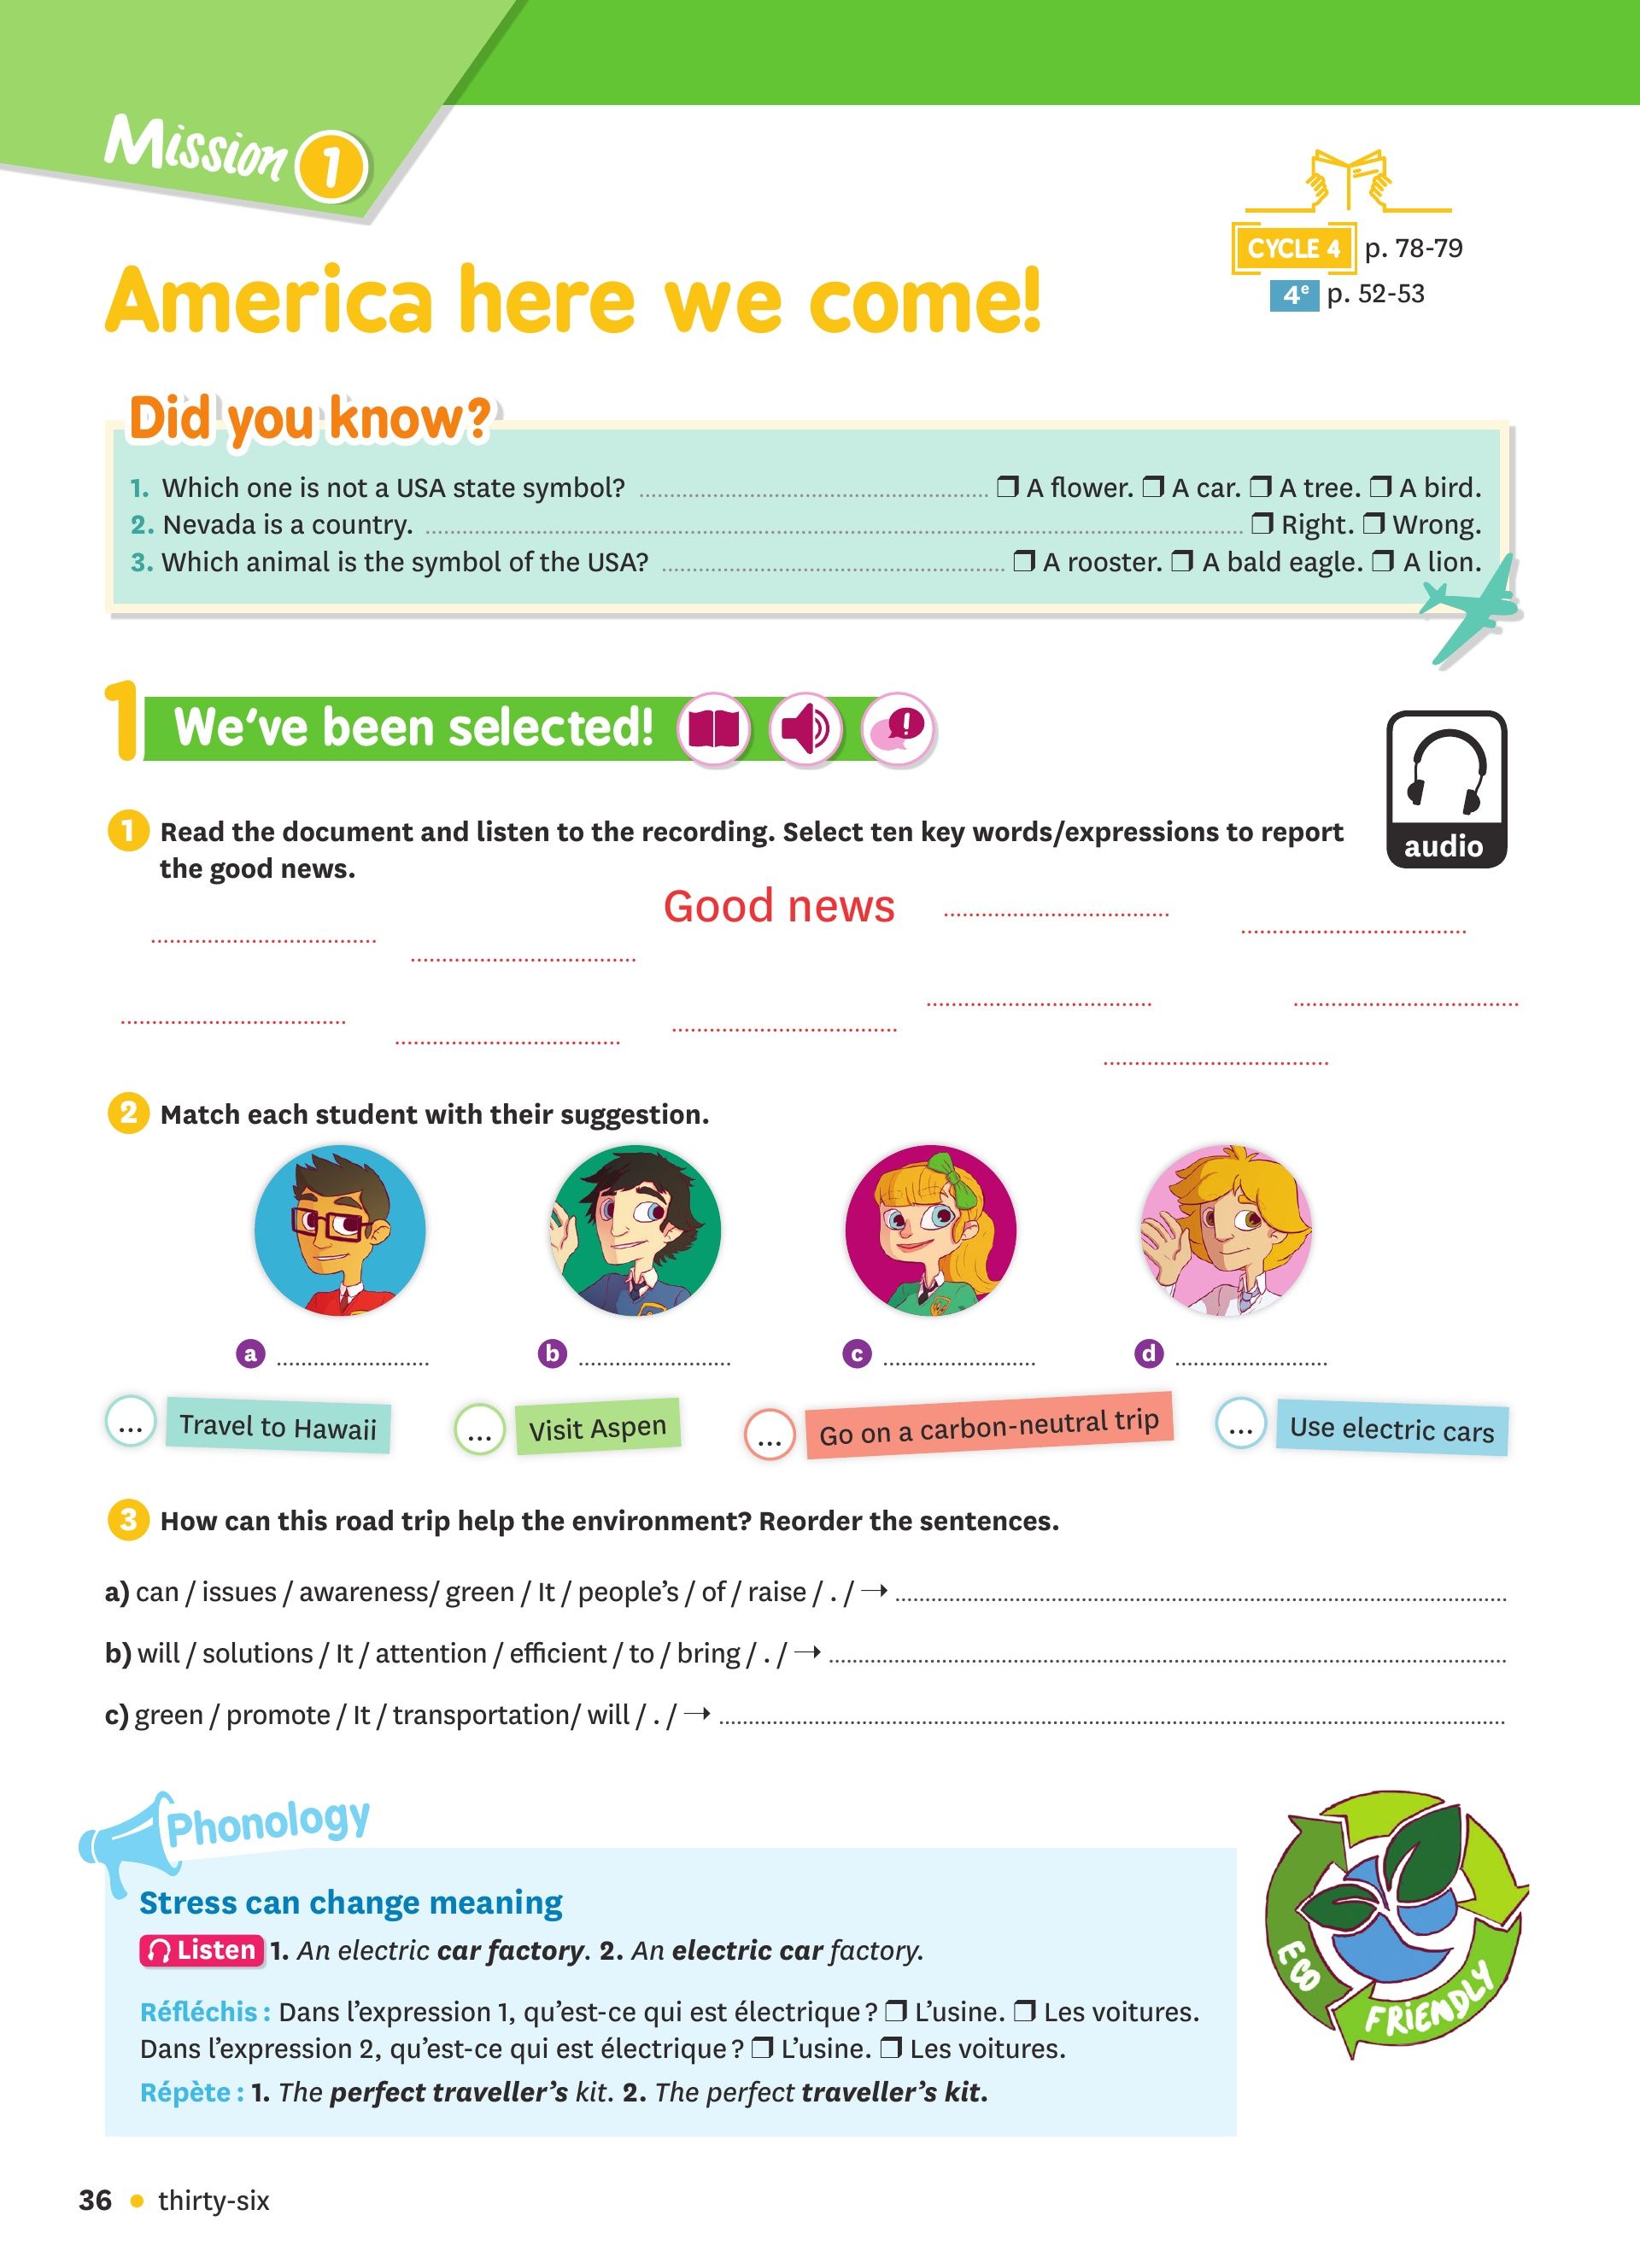 Mission 1
CYCLE 4 p. 78-79
4e p. 52-53
America here we come!
Did you know?
1. Which one is not a USA state symbol? ........ ❒ A flower. ❒ A car. ❒ A tree. ❒ A bird.
2. Nevada is a country. ........ ❒ Right. ❒ Wrong.
3. Which animal is the symbol of the USA? ........ ❒ A rooster. ❒ A bald eagle. ❒ A lion.
1 We've been selected!
audio
1 Read the document and listen to the recording. Select ten key words/expressions to report
the good news.
Good news
2 Match each student with their suggestion.
a ........ b ........ c ........ d ........
... Travel to Hawaii ... Visit Aspen ... Go on a carbon-neutral trip ... Use electric cars
3 How can this road trip help the environment? Reorder the sentences.
a) can / issues / awareness/ green / It / people's / of / raise / . / → ........
b) will / solutions / It / attention / efficient / to / bring / . / → ........
c) green / promote / It / transportation/ will / . / → ........
Phonology
Stress can change meaning
Listen 1. An electric car factory. 2. An electric car factory.
Réfléchis : Dans l'expression 1, qu'est-ce qui est électrique ? ❒ L'usine. ❒ Les voitures.
Dans l'expression 2, qu'est-ce qui est électrique ? ❒ L'usine. ❒ Les voitures.
Répète : 1. The perfect traveller's kit. 2. The perfect traveller's kit.
ECO FRIENDLY
36 • thirty-six